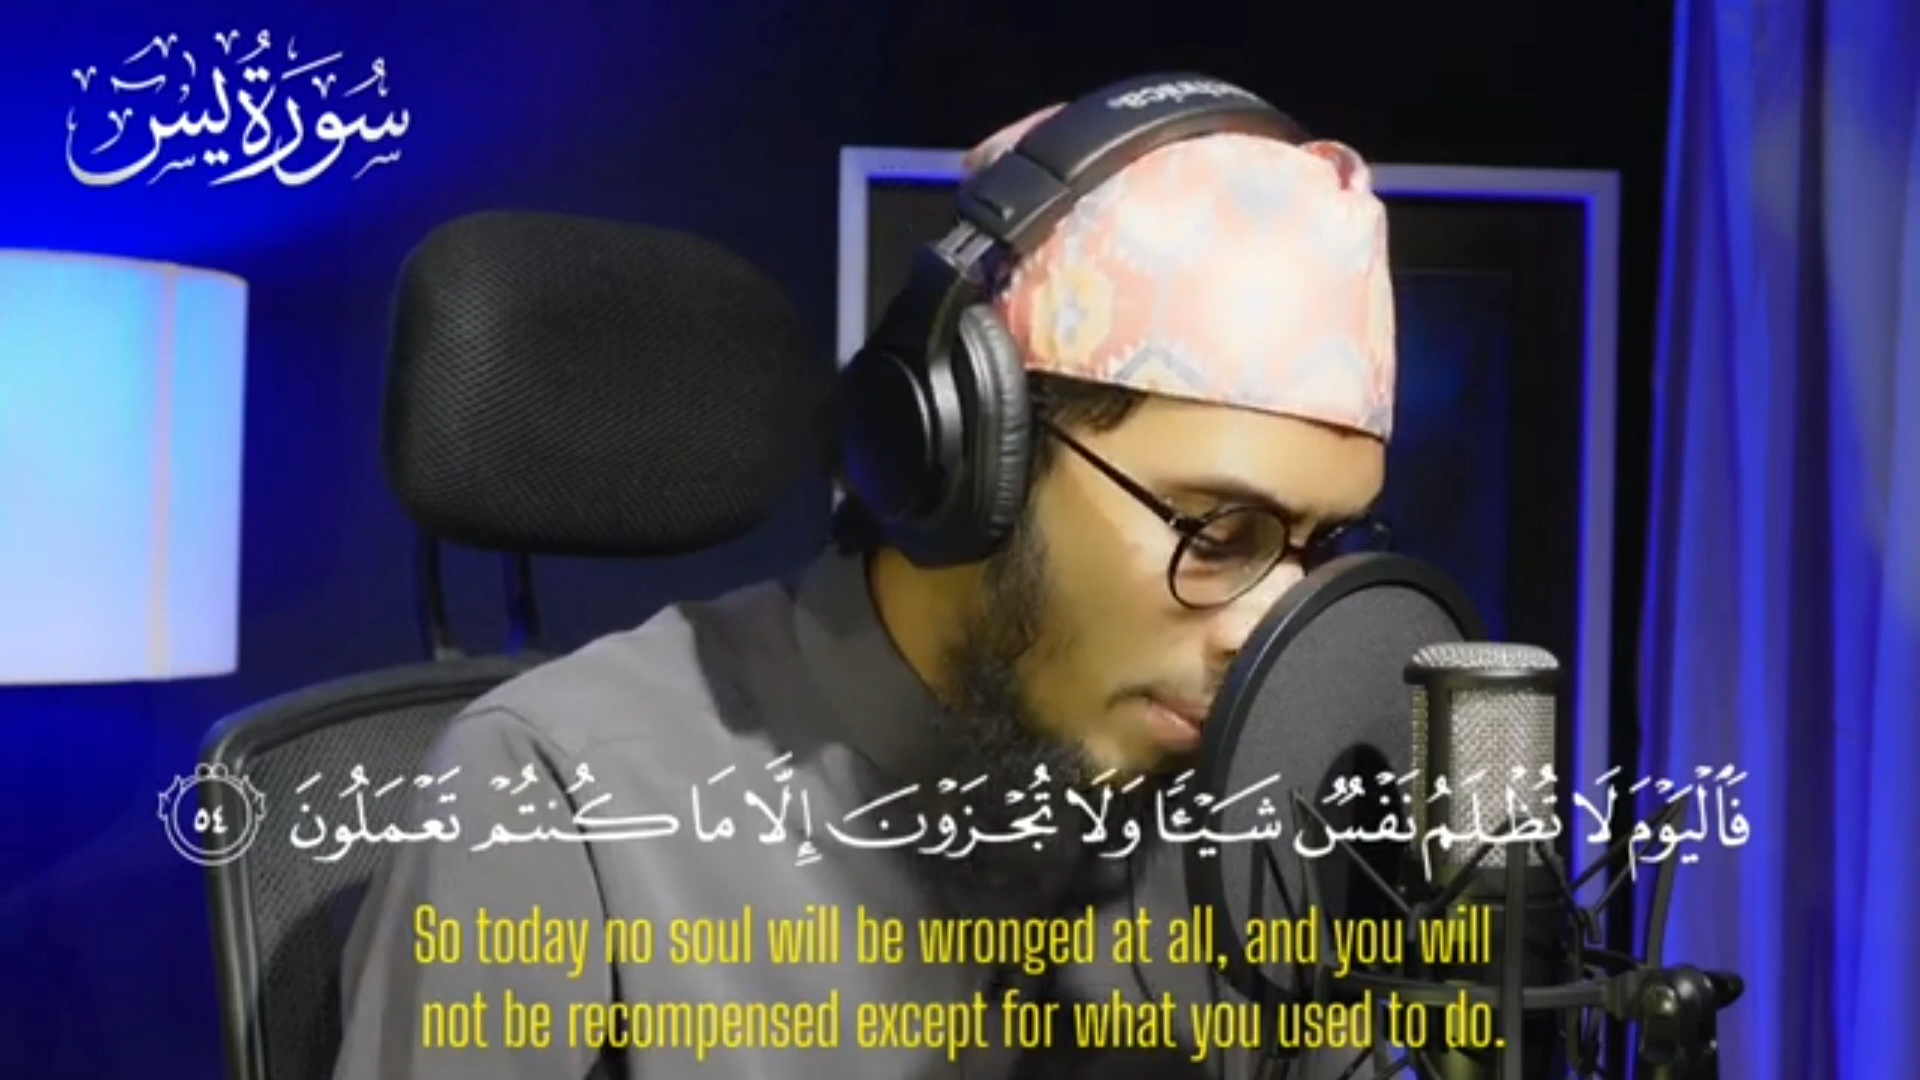 سُورَةُ يسٓ
فَٱلْيَوْمَ لَا تُظْلَمُ نَفْسٌ شَيْـًٔا وَلَا تُجْزَوْنَ إِلَّا مَا كُنتُمْ تَعْمَلُونَ ٥٤
So today no soul will be wronged at all, and you will
not be recompensed except for what you used to do.